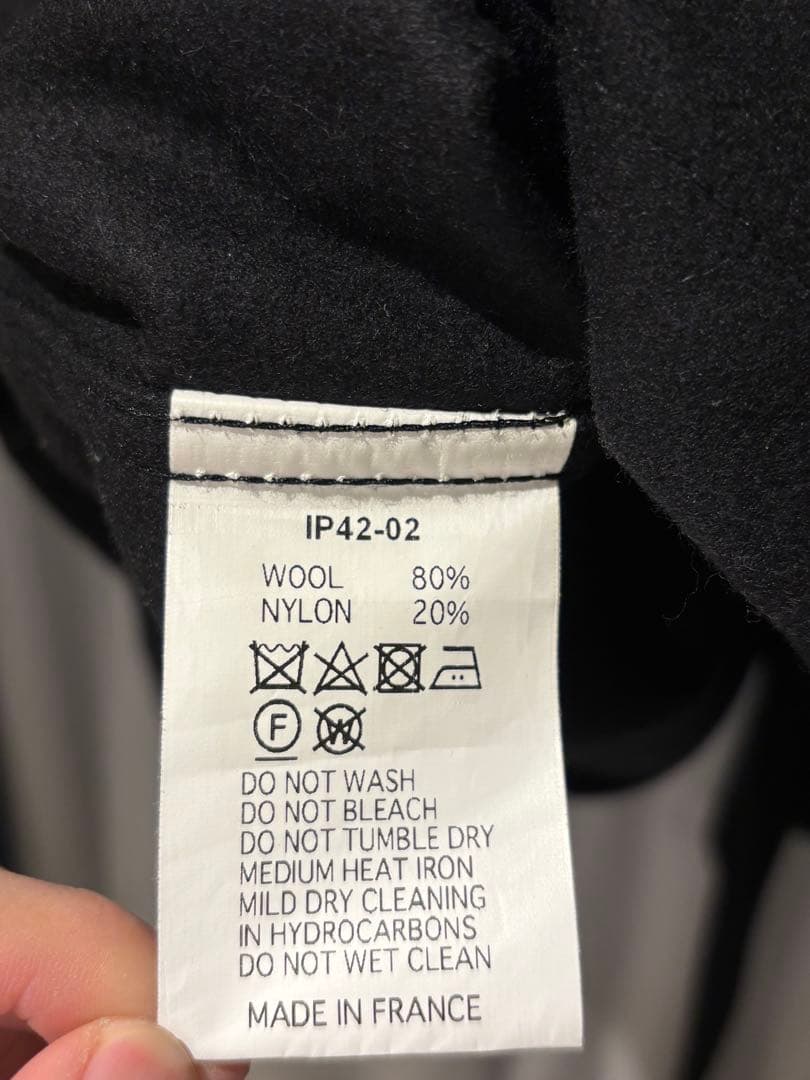 IP42-02
WOOL 80%
NYLON 20%
F W
DO NOT WASH
DO NOT BLEACH
DO NOT TUMBLE DRY
MEDIUM HEAT IRON
MILD DRY CLEANING
IN HYDROCARBONS
DO NOT WET CLEAN
MADE IN FRANCE